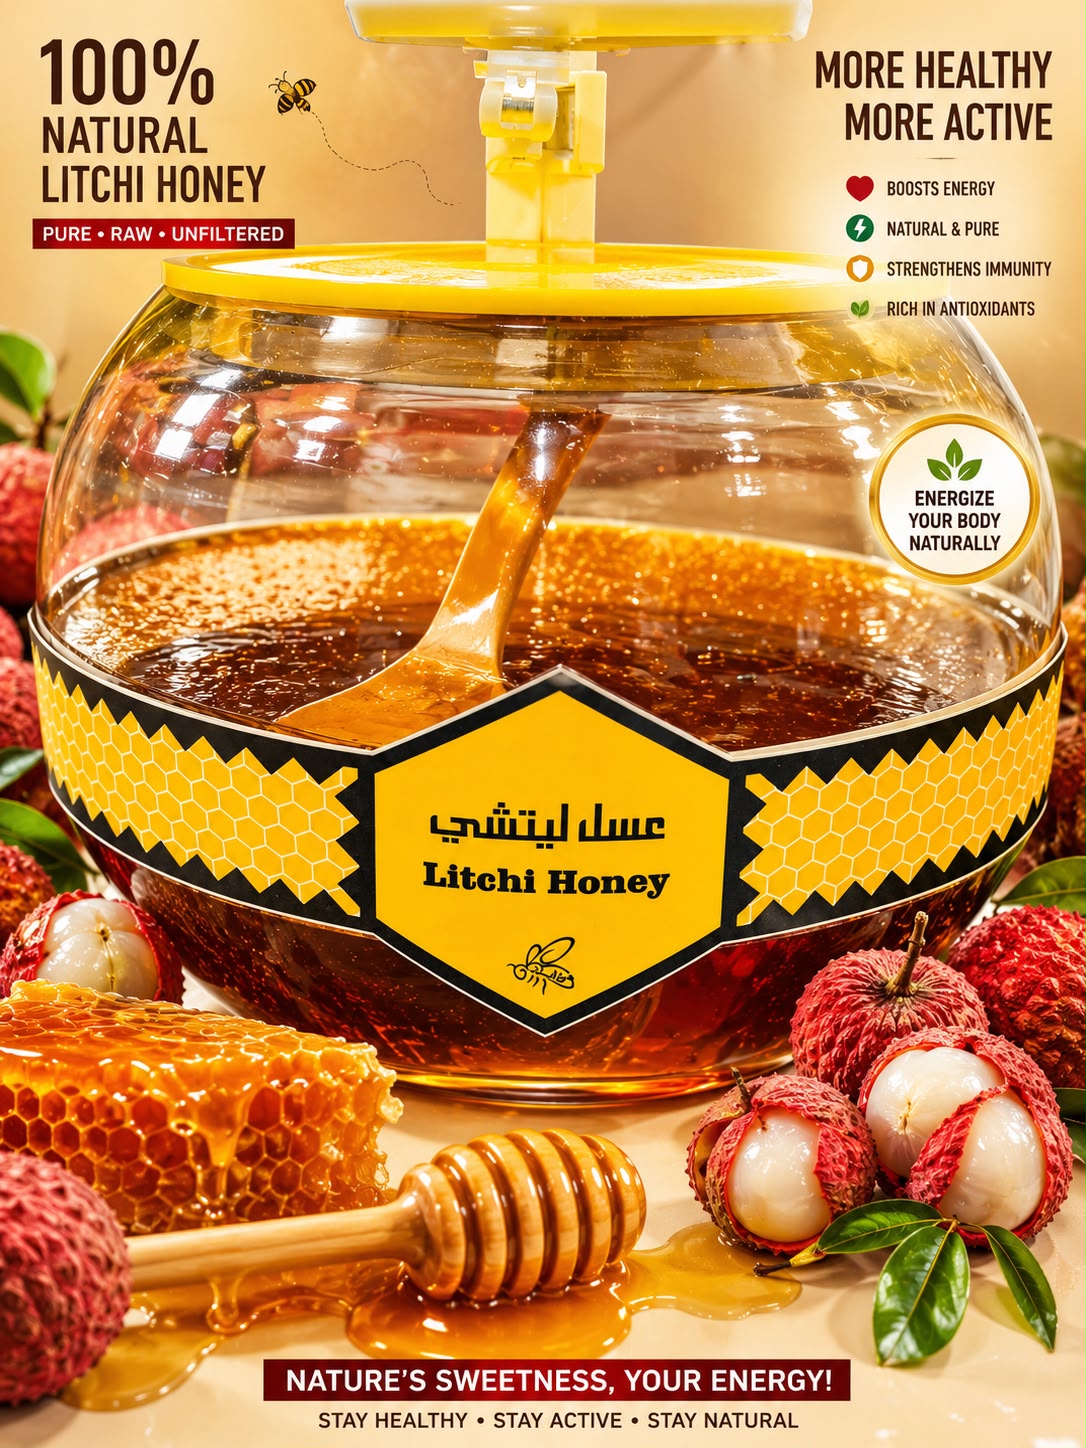 100%
NATURAL
LITCHI HONEY
PURE • RAW • UNFILTERED
MORE HEALTHY
MORE ACTIVE
BOOSTS ENERGY
NATURAL & PURE
STRENGTHENS IMMUNITY
RICH IN ANTIOXIDANTS
ENERGIZE
YOUR BODY
NATURALLY
عسل ليتشي
Litchi Honey
NATURE'S SWEETNESS, YOUR ENERGY!
STAY HEALTHY • STAY ACTIVE • STAY NATURAL